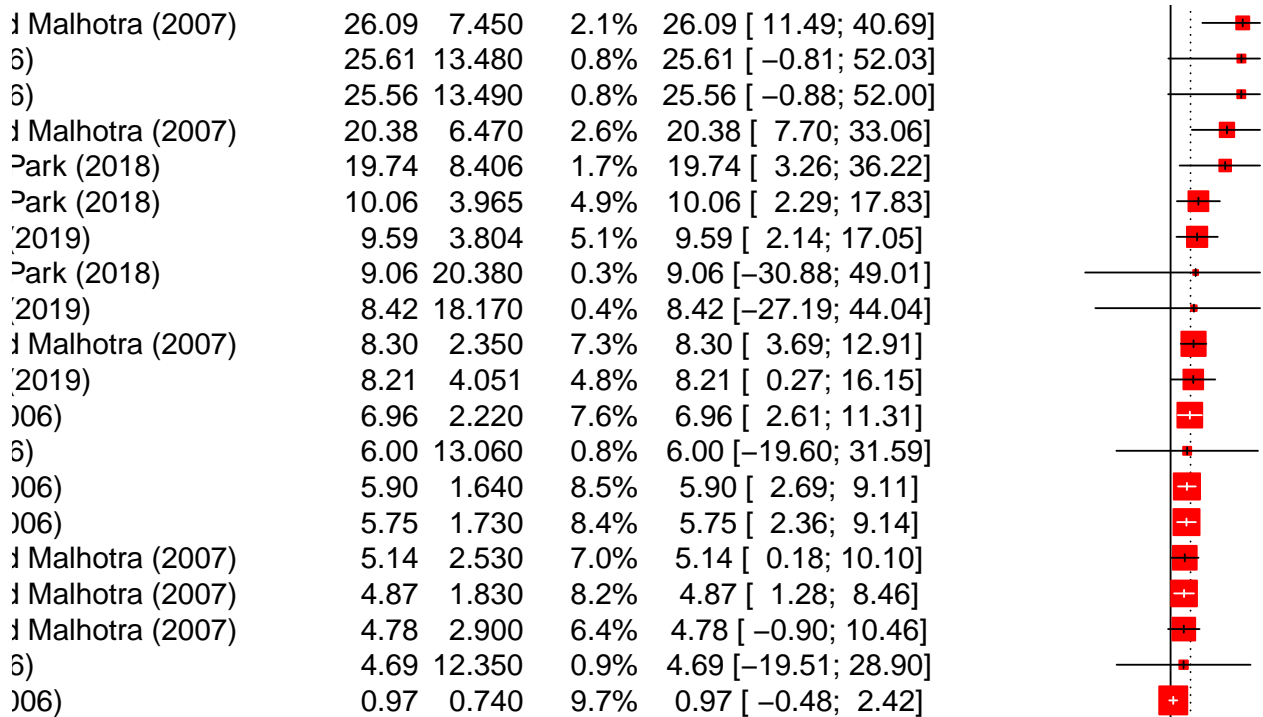 d Malhotra (2007) 26.09 7.450 2.1% 26.09 [ 11.49; 40.69]
6) 25.61 13.480 0.8% 25.61 [ −0.81; 52.03]
6) 25.56 13.490 0.8% 25.56 [ −0.88; 52.00]
d Malhotra (2007) 20.38 6.470 2.6% 20.38 [ 7.70; 33.06]
Park (2018) 19.74 8.406 1.7% 19.74 [ 3.26; 36.22]
Park (2018) 10.06 3.965 4.9% 10.06 [ 2.29; 17.83]
(2019) 9.59 3.804 5.1% 9.59 [ 2.14; 17.05]
Park (2018) 9.06 20.380 0.3% 9.06 [−30.88; 49.01]
(2019) 8.42 18.170 0.4% 8.42 [−27.19; 44.04]
d Malhotra (2007) 8.30 2.350 7.3% 8.30 [ 3.69; 12.91]
(2019) 8.21 4.051 4.8% 8.21 [ 0.27; 16.15]
006) 6.96 2.220 7.6% 6.96 [ 2.61; 11.31]
6) 6.00 13.060 0.8% 6.00 [−19.60; 31.59]
006) 5.90 1.640 8.5% 5.90 [ 2.69; 9.11]
006) 5.75 1.730 8.4% 5.75 [ 2.36; 9.14]
d Malhotra (2007) 5.14 2.530 7.0% 5.14 [ 0.18; 10.10]
d Malhotra (2007) 4.87 1.830 8.2% 4.87 [ 1.28; 8.46]
d Malhotra (2007) 4.78 2.900 6.4% 4.78 [ −0.90; 10.46]
6) 4.69 12.350 0.9% 4.69 [−19.51; 28.90]
006) 0.97 0.740 9.7% 0.97 [ −0.48; 2.42]